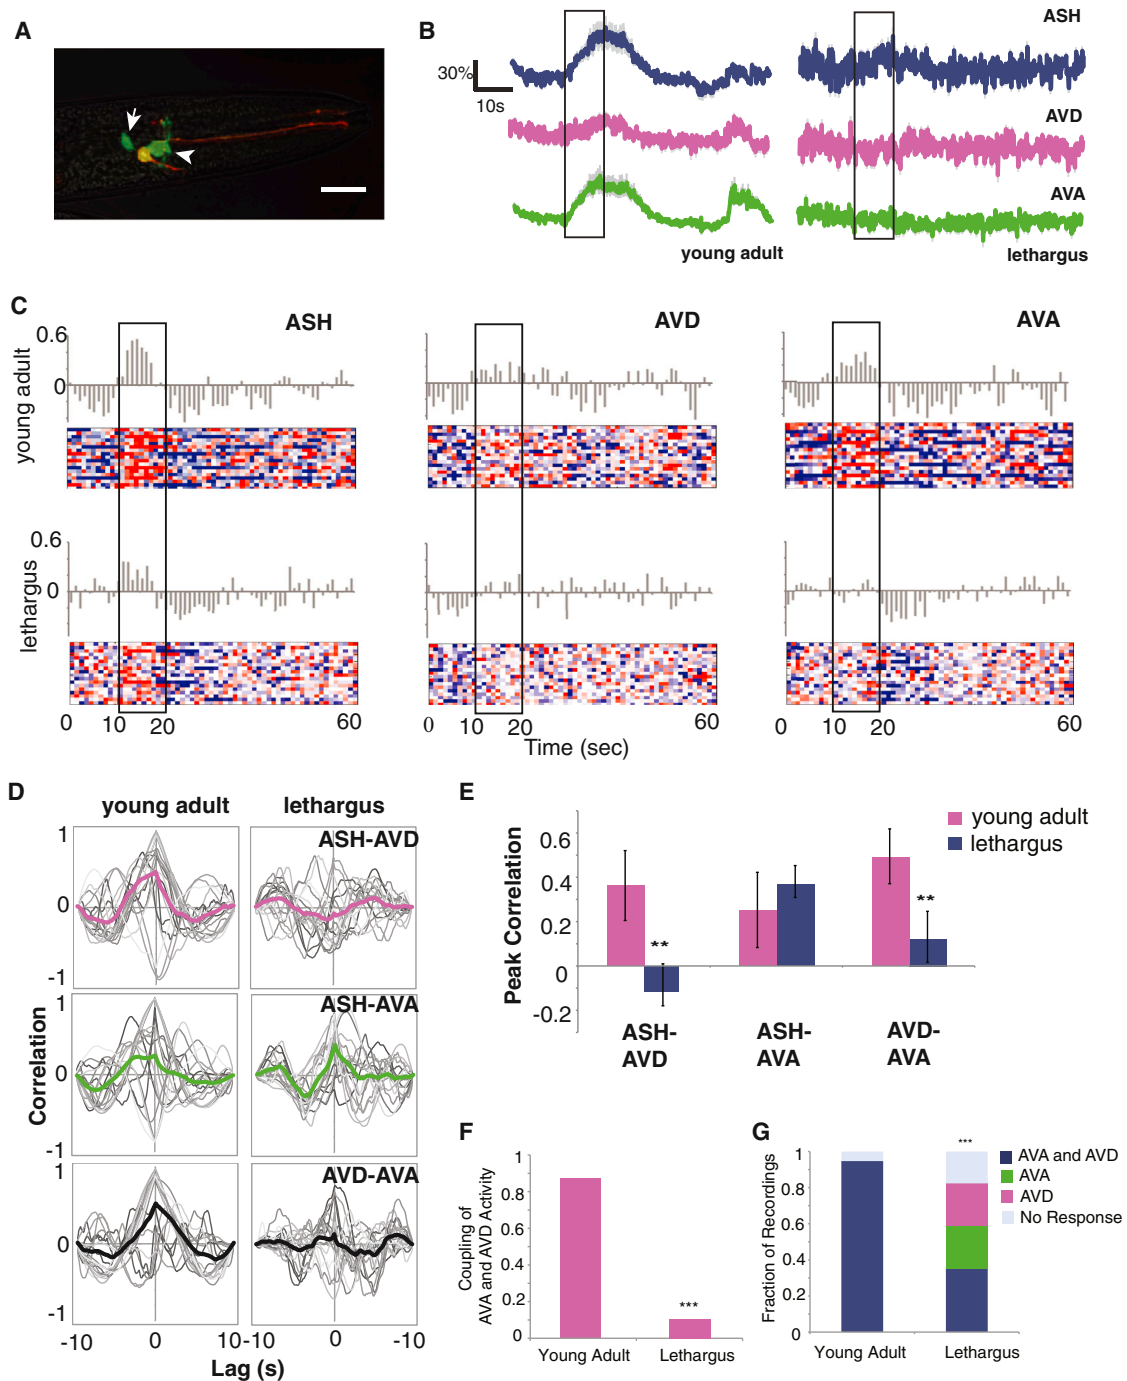 A
B
ASH
30%
10s
AVD
AVA
young adult
lethargus
C
ASH
AVD
AVA
0.6
0
young adult
0.6
0
lethargus
0 10 20 60
0 10 20 60
0 10 20 60
Time (sec)
D
young adult
lethargus
1
0
-1
ASH-AVD
1
0
-1
ASH-AVA
1
0
-1
AVD-AVA
Correlation
-10 0 10
-10 0 -10
Lag (s)
E
young adult
lethargus
Peak Correlation
0.6
0.4
0.2
0
-0.2
**
**
ASH-AVD
ASH-AVA
AVD-AVA
F
Coupling of
AVA and AVD Activity
1
0.8
0.6
0.4
0.2
0
***
Young Adult
Lethargus
G
Fraction of Recordings
1
0.8
0.6
0.4
0.2
0
***
AVA and AVD
AVA
AVD
No Response
Young Adult
Lethargus